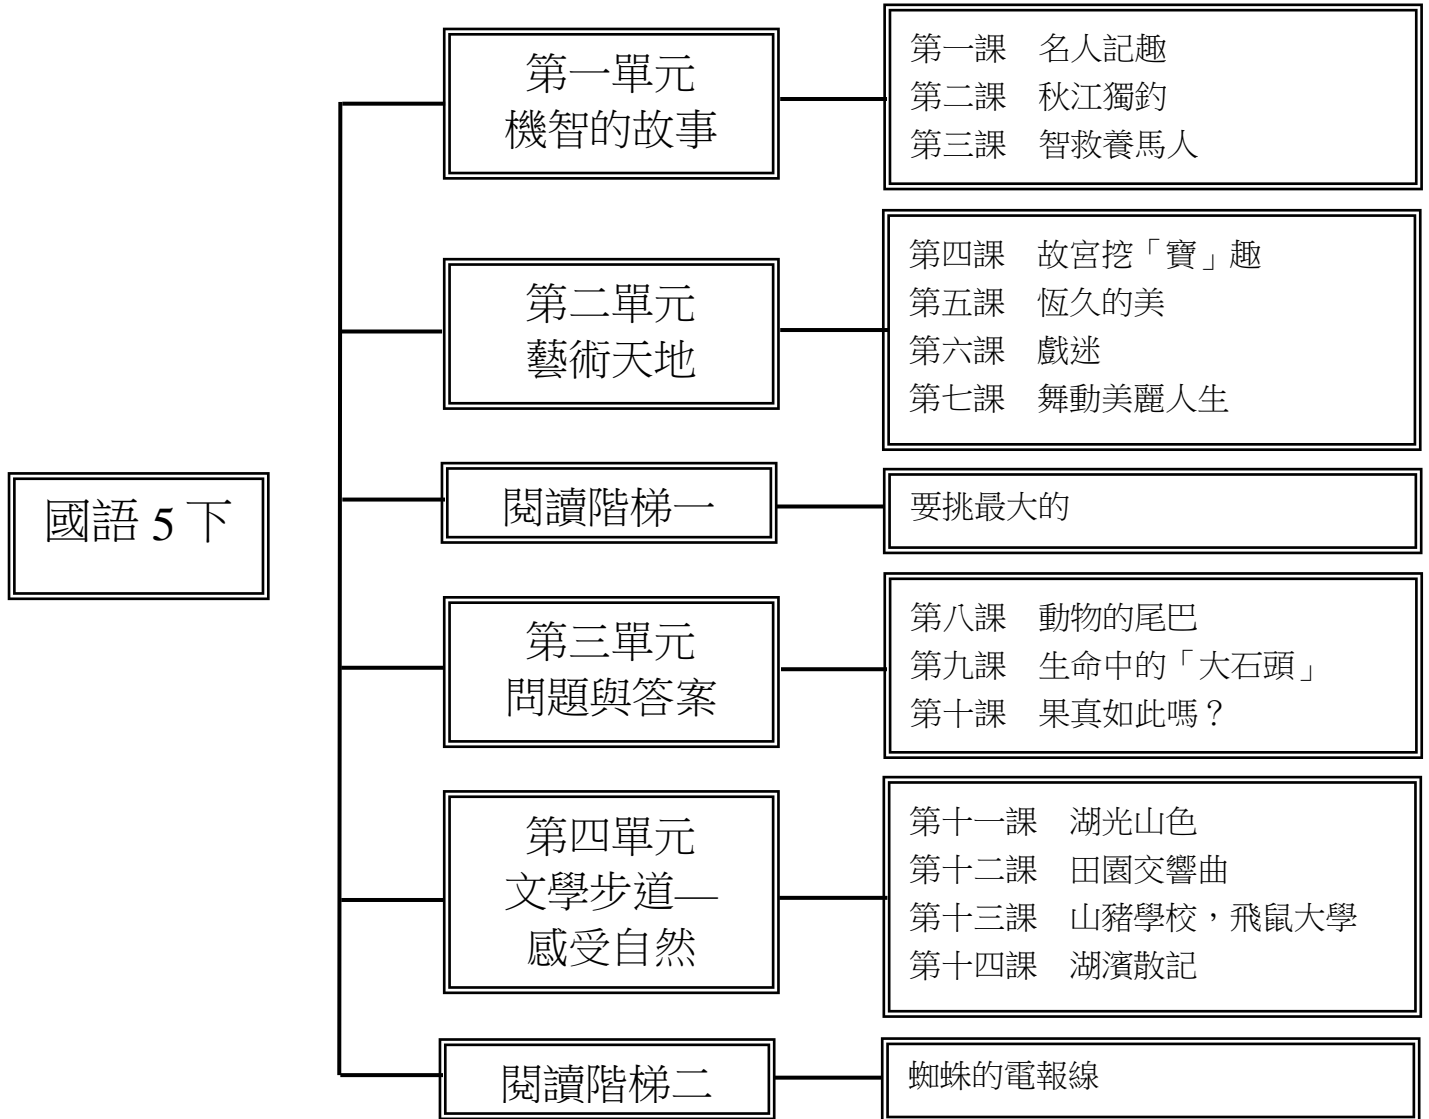 國語 5 下
第一單元
機智的故事
第一課　名人記趣
第二課　秋江獨釣
第三課　智救養馬人
第二單元
藝術天地
第四課　故宮挖「寶」趣
第五課　恆久的美
第六課　戲迷
第七課　舞動美麗人生
閱讀階梯一
要挑最大的
第三單元
問題與答案
第八課　動物的尾巴
第九課　生命中的「大石頭」
第十課　果真如此嗎？
第四單元
文學步道—
感受自然
第十一課　湖光山色
第十二課　田園交響曲
第十三課　山豬學校，飛鼠大學
第十四課　湖濱散記
閱讀階梯二
蜘蛛的電報線